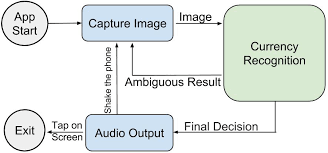 App
Start
Capture Image
Image
Currency
Recognition
Shake the phone
Ambiguous Result
Exit
Tap on
Screen
Audio Output
Final Decision